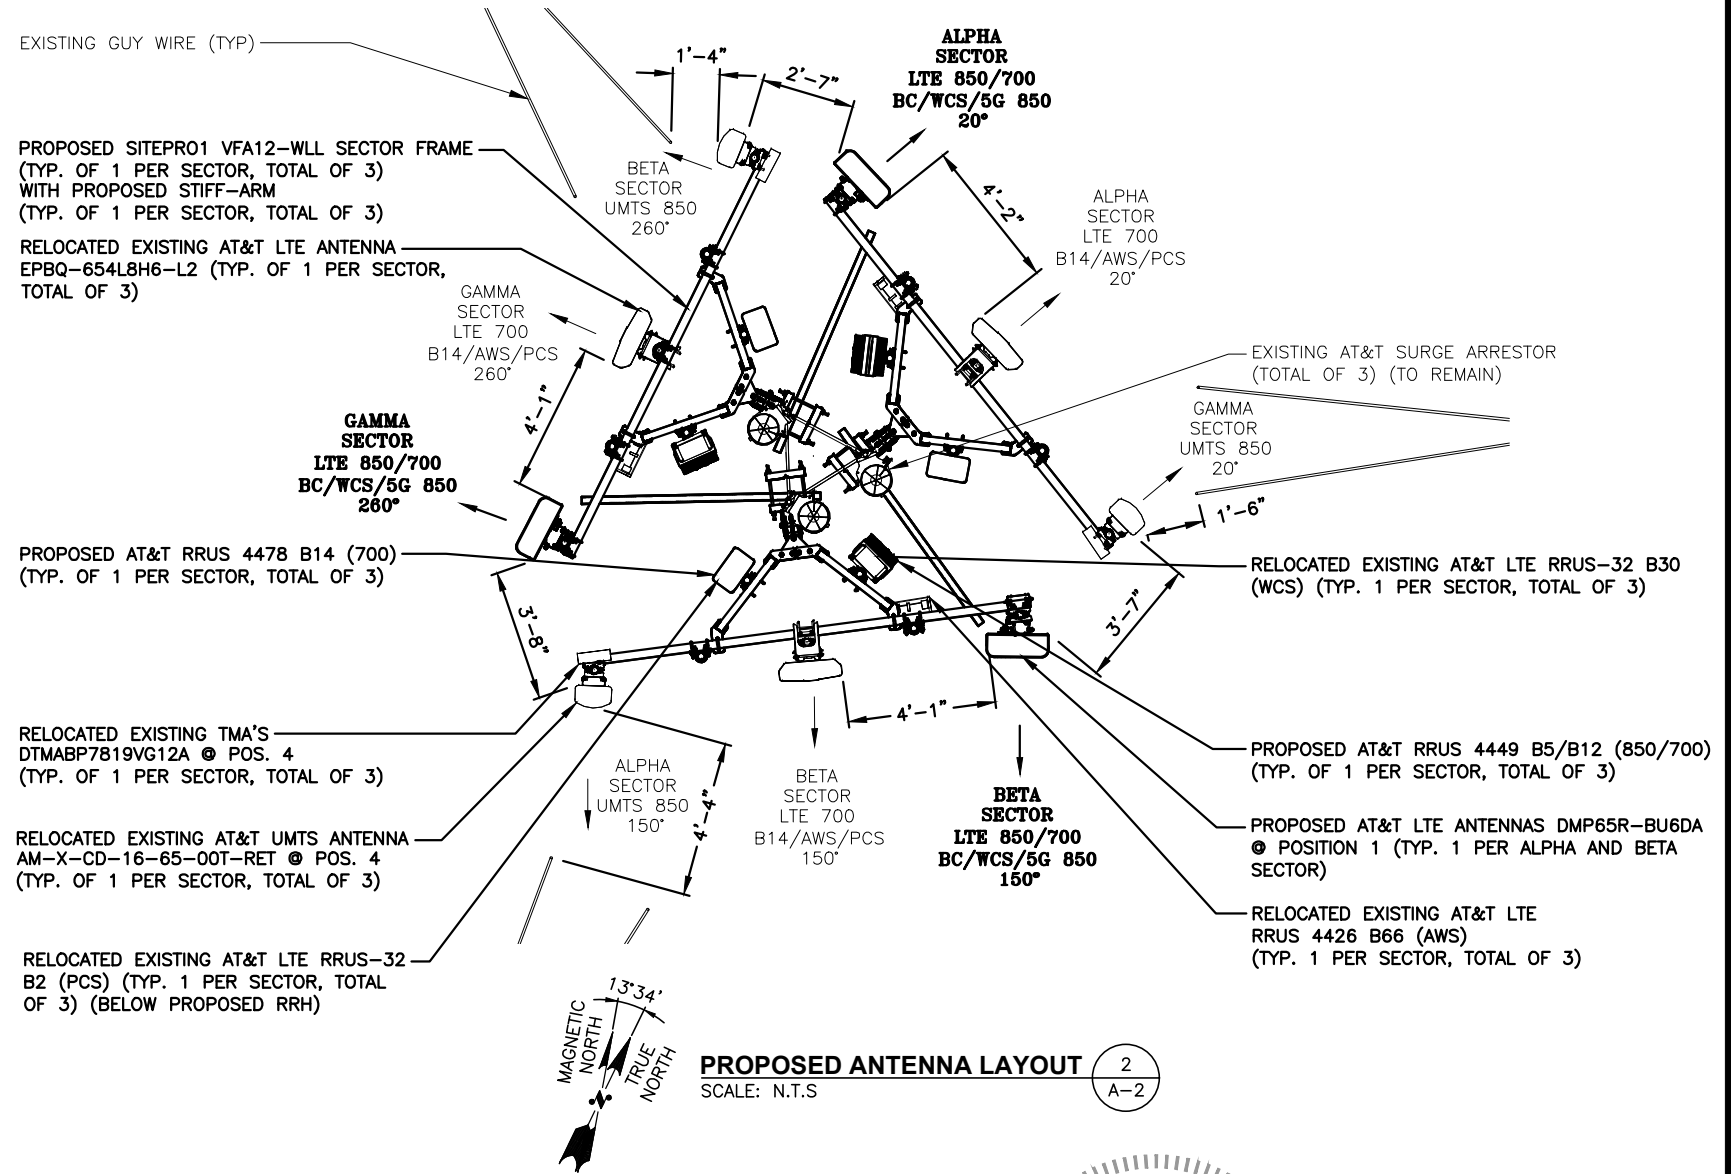 EXISTING GUY WIRE (TYP)
PROPOSED SITEPRO1 VFA12-WLL SECTOR FRAME
(TYP. OF 1 PER SECTOR, TOTAL OF 3)
WITH PROPOSED STIFF-ARM
(TYP. OF 1 PER SECTOR, TOTAL OF 3)
RELOCATED EXISTING AT&T LTE ANTENNA
EPBQ-654L8H6-L2 (TYP. OF 1 PER SECTOR,
TOTAL OF 3)
1'-4"
2'-7"
ALPHA
SECTOR
LTE 850/700
BC/WCS/5G 850
20°
BETA
SECTOR
UMTS 850
260°
4'-2"
ALPHA
SECTOR
LTE 700
B14/AWS/PCS
20°
GAMMA
SECTOR
LTE 700
B14/AWS/PCS
260°
4'-1"
EXISTING AT&T SURGE ARRESTOR
(TOTAL OF 3) (TO REMAIN)
GAMMA
SECTOR
UMTS 850
20°
1'-6"
GAMMA
SECTOR
LTE 850/700
BC/WCS/5G 850
260°
PROPOSED AT&T RRUS 4478 B14 (700)
(TYP. OF 1 PER SECTOR, TOTAL OF 3)
RELOCATED EXISTING AT&T LTE RRUS-32 B30
(WCS) (TYP. 1 PER SECTOR, TOTAL OF 3)
3'-8"
3'-7"
4'-1"
RELOCATED EXISTING TMA'S
DTMABP7819VG12A @ POS. 4
(TYP. OF 1 PER SECTOR, TOTAL OF 3)
ALPHA
SECTOR
UMTS 850
150°
4'-4"
BETA
SECTOR
LTE 700
B14/AWS/PCS
150°
BETA
SECTOR
LTE 850/700
BC/WCS/5G 850
150°
PROPOSED AT&T RRUS 4449 B5/B12 (850/700)
(TYP. OF 1 PER SECTOR, TOTAL OF 3)
PROPOSED AT&T LTE ANTENNAS DMP65R-BU6DA
@ POSITION 1 (TYP. 1 PER ALPHA AND BETA
SECTOR)
RELOCATED EXISTING AT&T UMTS ANTENNA
AM-X-CD-16-65-00T-RET @ POS. 4
(TYP. OF 1 PER SECTOR, TOTAL OF 3)
RELOCATED EXISTING AT&T LTE
RRUS 4426 B66 (AWS)
(TYP. 1 PER SECTOR, TOTAL OF 3)
RELOCATED EXISTING AT&T LTE RRUS-32
B2 (PCS) (TYP. 1 PER SECTOR, TOTAL
OF 3) (BELOW PROPOSED RRH)
13°34'
MAGNETIC
NORTH
TRUE
NORTH
N
PROPOSED ANTENNA LAYOUT
SCALE: N.T.S
2
A-2